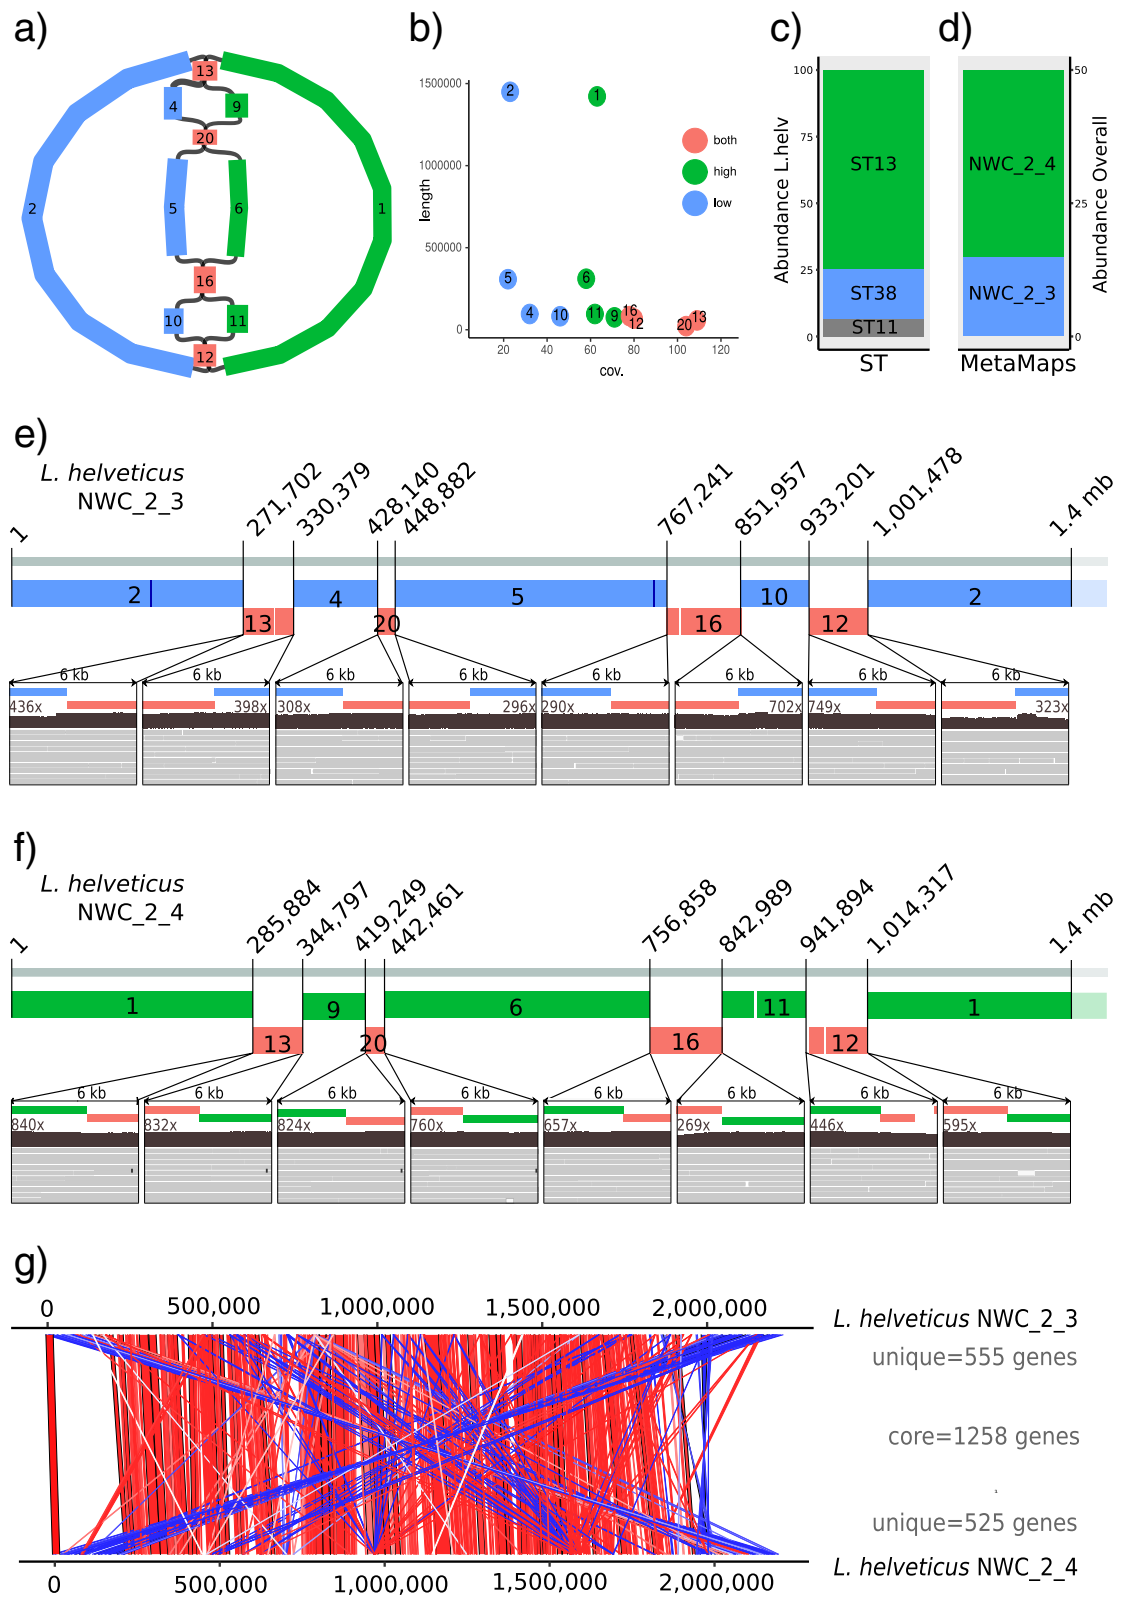 a)
13
4
9
20
2
5
6
1
16
10
11
12
b)
1500000
1000000
500000
0
length
20
40
60
80
100
120
cov.
2
1
5
6
4
10
11
9
16
12
20
13
both
high
low
c)
Abundance L.helv
100
75
50
25
0
ST13
ST38
ST11
ST
d)
NWC_2_4
NWC_2_3
50
25
0
Abundance Overall
MetaMaps
e)
L. helveticus
NWC_2_3
1
271,702
330,379
428,140
448,882
767,241
851,957
933,201
1,001,478
1.4 mb
2
4
5
10
2
13
20
16
12
6 kb
6 kb
6 kb
6 kb
6 kb
6 kb
6 kb
6 kb
436x
398x
308x
296x
290x
702x
749x
323x
f)
L. helveticus
NWC_2_4
1
285,884
344,797
419,249
442,461
756,858
842,989
941,894
1,014,317
1.4 mb
1
9
6
11
1
13
20
16
12
6 kb
6 kb
6 kb
6 kb
6 kb
6 kb
6 kb
6 kb
840x
832x
824x
760x
657x
269x
446x
595x
g)
0
500,000
1,000,000
1,500,000
2,000,000
L. helveticus NWC_2_3
unique=555 genes
core=1258 genes
1
unique=525 genes
L. helveticus NWC_2_4
0
500,000
1,000,000
1,500,000
2,000,000